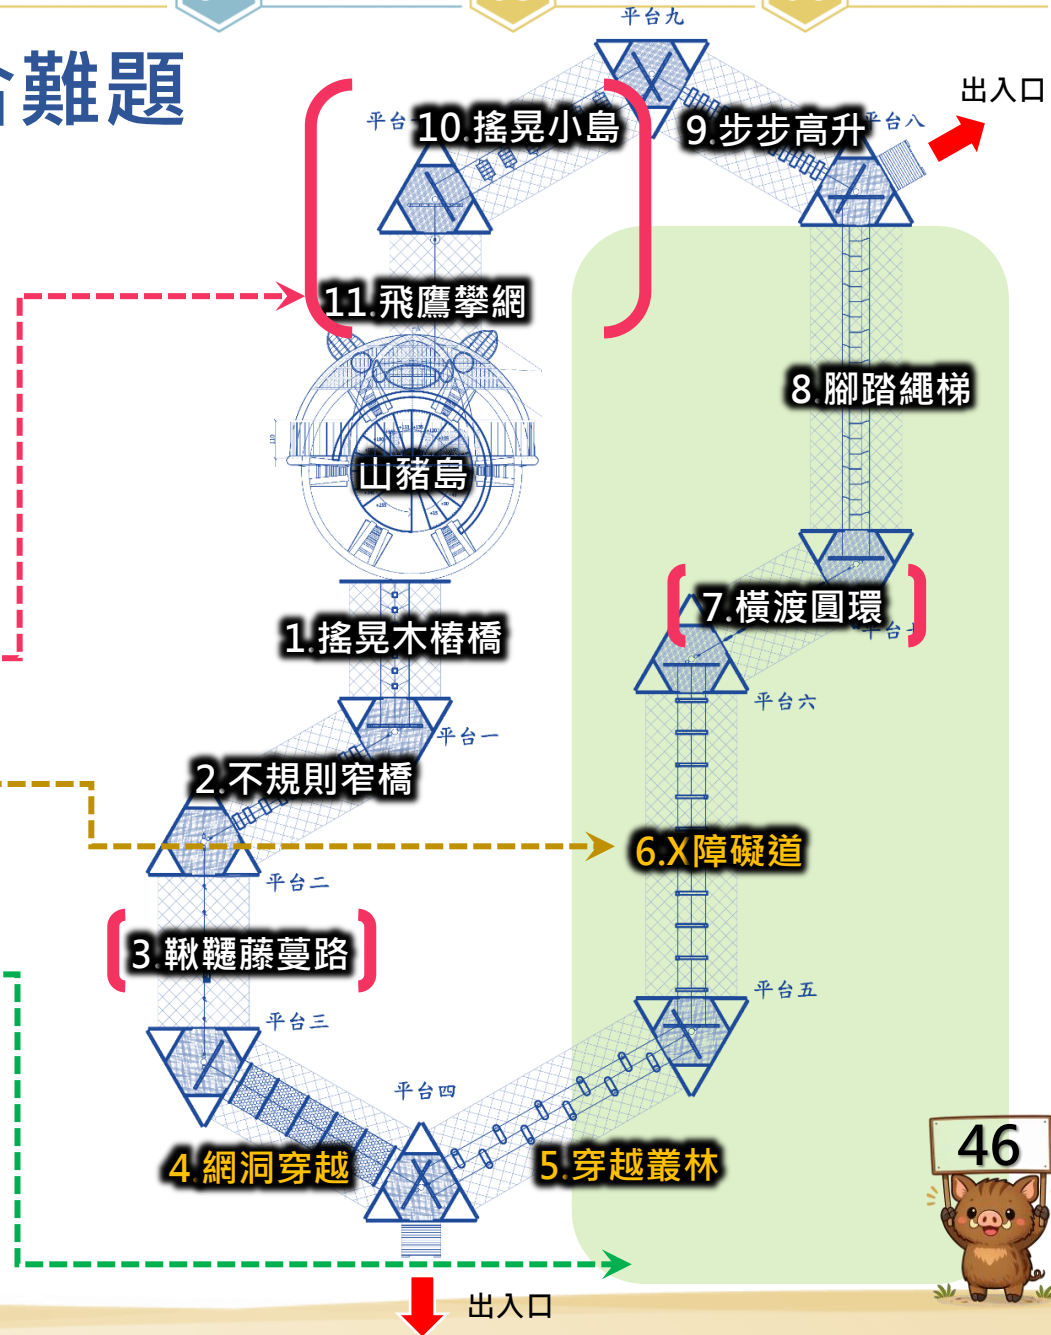 難題
平台九
出入口
平台
10.搖晃小島
9.步步高升
平台八
11.飛鷹攀網
8.腳踏繩梯
山豬島
7.橫渡圓環
平台七
1.搖晃木樁橋
平台六
平台一
2.不規則窄橋
6.X障礙道
平台二
3.鞦韆藤蔓路
平台五
平台三
平台四
46
4.網洞穿越
5.穿越叢林
出入口